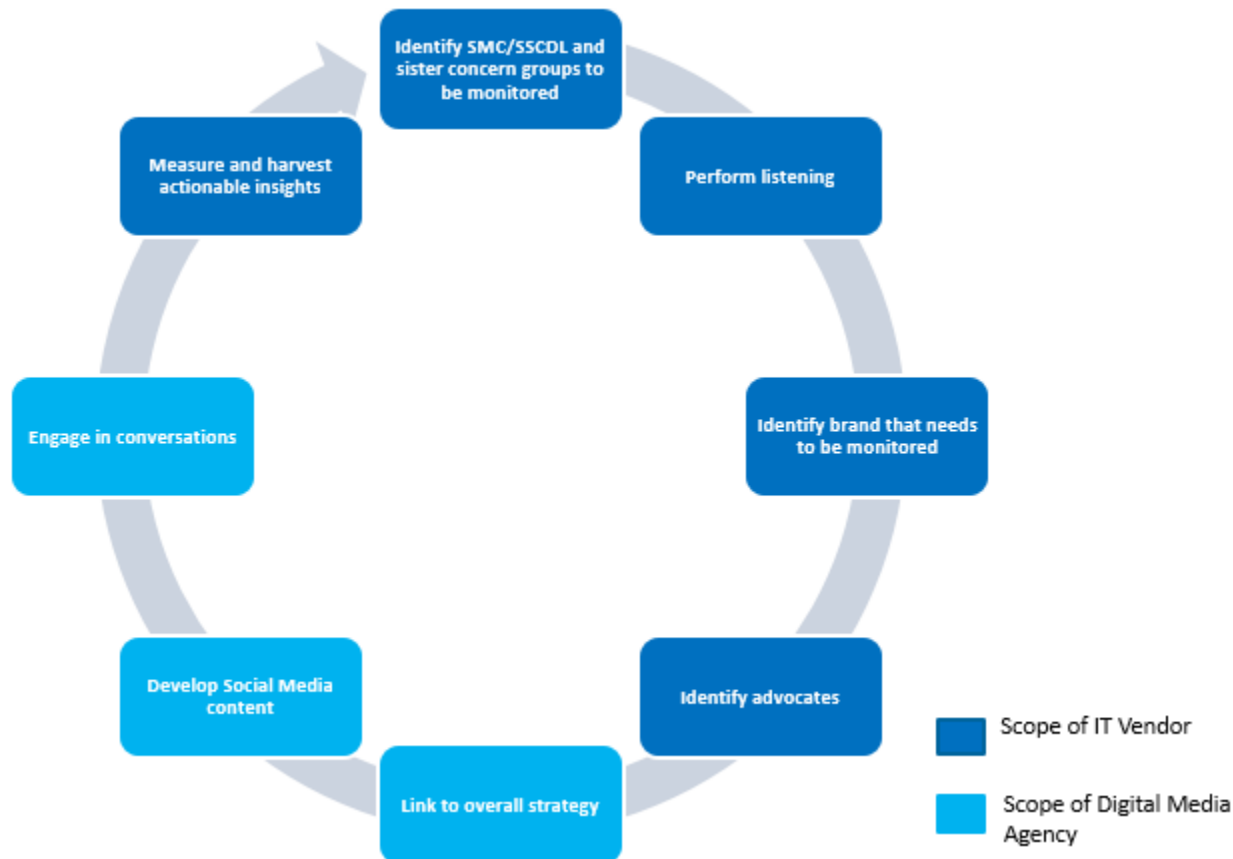 Identify SMC/SSCDL and
sister concern groups to
be monitored
Perform listening
Identify brand that needs
to be monitored
Identify advocates
Link to overall strategy
Develop Social Media
content
Engage in conversations
Measure and harvest
actionable insights
Scope of IT Vendor
Scope of Digital Media
Agency